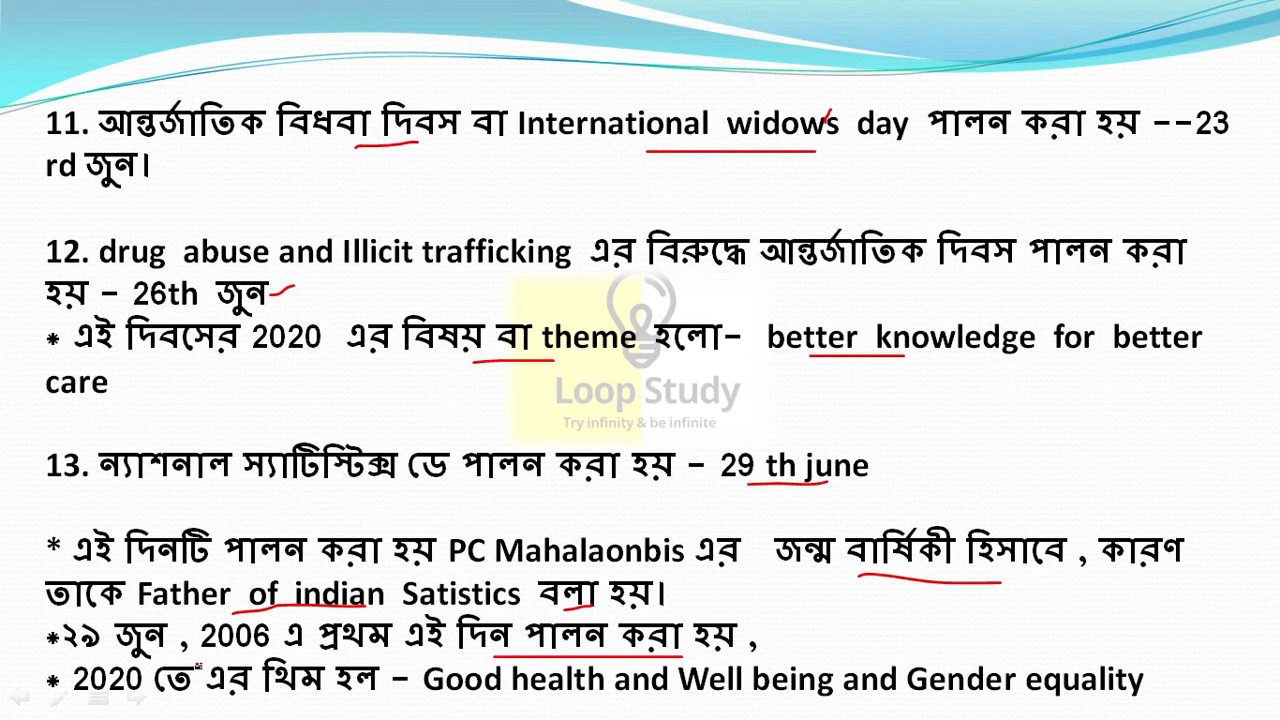 11. আন্তর্জাতিক বিধবা দিবস বা International widows day পালন করা হয় --23
rd জুন।
12. drug abuse and Illicit trafficking এর বিরুদ্ধে আন্তর্জাতিক দিবস পালন করা
হয় - 26th জুন
* এই দিবসের 2020 এর বিষয় বা theme হলো- better knowledge for better
care
Loop Study
Try infinity & be infinite
13. ন্যাশনাল স্যাটিস্টিক্স ডে পালন করা হয় - 29 th june
* এই দিনটি পালন করা হয় PC Mahalaonbis এর জন্ম বার্ষিকী হিসাবে , কারণ
তাকে Father of indian Satistics বলা হয়।
*২৯ জুন , 2006 এ প্রথম এই দিন পালন করা হয় ,
* 2020 তে এর থিম হল - Good health and Well being and Gender equality